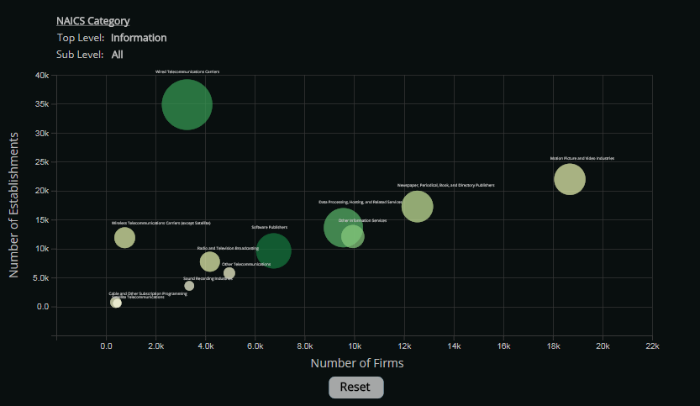 NAICS Category
Top Level: Information
Sub Level: All
Number of Establishments
40k
35k
30k
25k
20k
15k
10k
5.0k
0.0
Wired Telecommunications Carriers
Motion Picture and Video Industries
Newspaper, Periodical, Book, and Directory Publishers
Data Processing, Hosting, and Related Services
Other Information Services
Wireless Telecommunications Carriers (except Satellite)
Software Publishers
Radio and Television Broadcasting
Other Telecommunications
Sound Recording Industries
Cable and Other Subscription Programming
Telecommunications
0.0 2.0k 4.0k 6.0k 8.0k 10k 12k 14k 16k 18k 20k 22k
Number of Firms
Reset